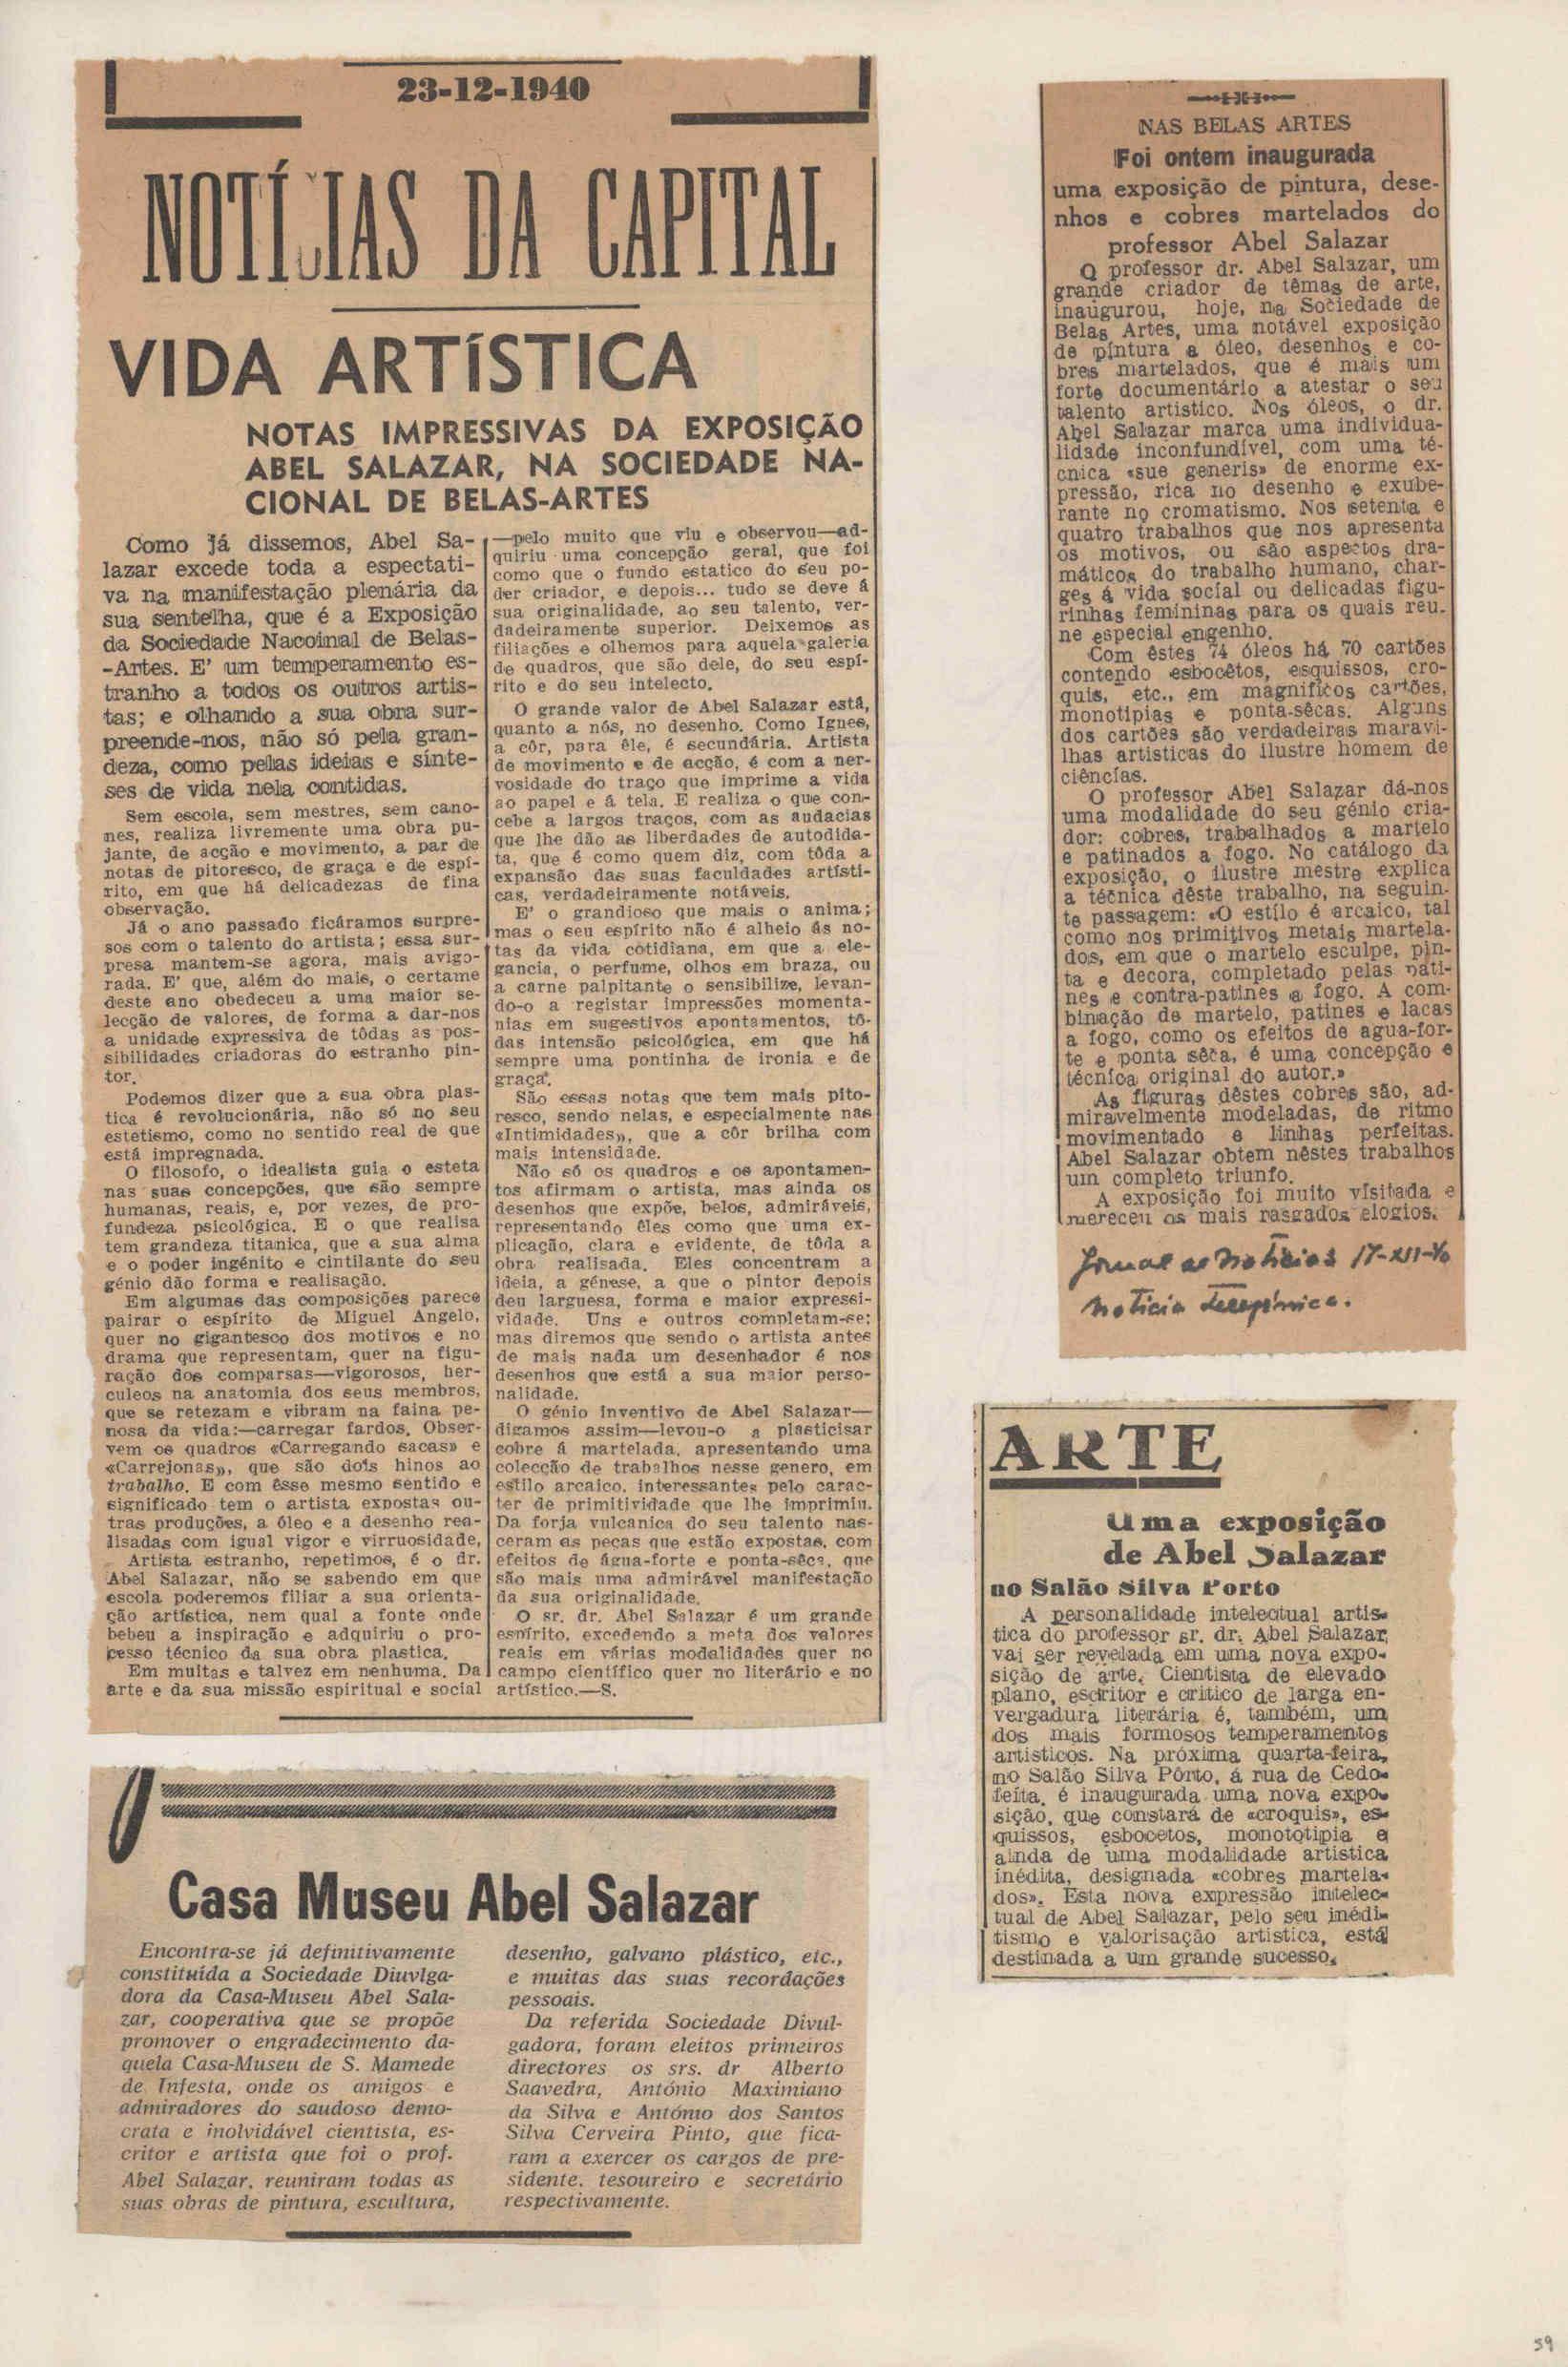 23-12-1940
NOTÍCIAS DA CAPITAL
VIDA ARTÍSTICA
NOTAS IMPRESSIVAS DA EXPOSIÇÃO
ABEL SALAZAR, NA SOCIEDADE NA-
CIONAL DE BELAS-ARTES
Como já dissemos, Abel Sa-
lazar excede toda a espectati-
va na manifestação plenária da
sua sentelha, que é a Exposição
da Sociedade Nacoinal de Belas-
-Artes. E' um temperamento es-
tranho a todos os outros artis-
tas; e olhando a sua obra sur-
preende-nos, não só pela gran-
deza, como pelas ideias e sinte-
ses de vida nela contidas.
Sem escola, sem mestres, sem cano-
nes, realiza livremente uma obra pu-
jante, de acção e movimento, a par de
notas de pitoresco, de graça e de espí-
rito, em que há delicadezas de fina
observação.
Já o ano passado ficáramos surpre-
sos com o talento do artista; essa sur-
presa mantem-se agora, mais avigo-
rada. E' que, além do mais, o certame
deste ano obedeceu a uma maior se-
lecção de valores, de forma a dar-nos
a unidade expressiva de tôdas as pos-
sibilidades criadoras do estranho pin-
tor.
Podemos dizer que a sua obra plas-
tica é revolucionária, não só no seu
estetismo, como no sentido real de que
está impregnada.
O filosofo, o idealista guia o esteta
nas suas concepções, que são sempre
humanas, reais, e, por vezes, de pro-
fundeza psicológica. E o que realisa
tem grandeza titanica, que a sua alma
e o poder ingénito e cintilante do seu
génio dão forma e realisação.
Em algumas das composições parece
pairar o espírito de Miguel Angelo,
quer no gigantesco dos motivos e no
drama que representam, quer na figu-
ração dos comparsas—vigorosos, her-
culeos na anatomia dos seus membros,
que se retezam e vibram na faina pe-
nosa da vida:—carregar fardos. Obser-
vem os quadros «Carregando sacas» e
«Carrejonas», que são dois hinos ao
trabalho. E com êsse mesmo sentido e
significado tem o artista expostas ou-
tras produções, a óleo e a desenho rea-
lisadas com igual vigor e virruosidade,
Artista estranho, repetimos, é o dr.
Abel Salazar, não se sabendo em que
escola poderemos filiar a sua orienta-
ção artística, nem qual a fonte onde
bebeu a inspiração e adquiriu o pro-
cesso técnico da sua obra plastica.
Em muitas e talvez em nenhuma. Da
arte e da sua missão espiritual e social
—pelo muito que viu e observou—ad-
quiriu uma concepção geral, que foi
como que o fundo estatico do seu po-
der criador, e depois... tudo se deve á
sua originalidade, ao seu talento, ver-
dadeiramente superior. Deixemos as
filiações e olhemos para aquela galeria
de quadros, que são dele, do seu espí-
rito e do seu intelecto.
O grande valor de Abel Salazar está,
quanto a nós, no desenho. Como Ignes,
a côr, para êle, é secundária. Artista
de movimento e de acção, é com a ner-
vosidade do traço que imprime a vida
ao papel e á tela. E realiza o que con-
cebe a largos traços, com as audacias
que lhe dão as liberdades de autodida-
ta, que é como quem diz, com tôda a
expansão das suas faculdades artísti-
cas, verdadeiramente notáveis.
E' o grandioso que mais o anima;
mas o seu espírito não é alheio ás no-
tas da vida cotidiana, em que a ele-
gancia, o perfume, olhos em braza, ou
a carne palpitante o sensibilize, levan-
do-o a registar impressões momenta-
nias em sugestivos apontamentos, tô-
das intensão psicológica, em que há
sempre uma pontinha de ironia e de
graça.
São essas notas que tem mais pito-
resco, sendo nelas, e especialmente nas
«Intimidades», que a côr brilha com
mais intensidade.
Não só os quadros e os apontamen-
tos afirmam o artista, mas ainda os
desenhos que expõe, belos, admiráveis,
representando êles como que uma ex-
plicação, clara e evidente, de tôda a
obra realisada. Eles concentram a
ideia, a génese, a que o pintor depois
deu larguesa, forma e maior expressi-
vidade. Uns e outros completam-se;
mas diremos que sendo o artista antes
de mais nada um desenhador é nos
desenhos que está a sua maior perso-
nalidade.
O génio inventivo de Abel Salazar—
digamos assim—levou-o a plasticisar
cobre á martelada, apresentando uma
colecção de trabalhos nesse genero, em
estilo arcaico, interessantes pelo carac-
ter de primitividade que lhe imprimiu.
Da forja vulcanica do seu talento nas-
ceram as peças que estão expostas, com
efeitos de água-forte e ponta-sêca, que
são mais uma admirável manifestação
da sua originalidade.
O sr. dr. Abel Salazar é um grande
espírito, excedendo a meta dos valores
reais em várias modalidades quer no
campo científico quer no literário e no
artístico.—S.
NAS BELAS ARTES
Foi ontem inaugurada
uma exposição de pintura, dese-
nhos e cobres martelados do
professor Abel Salazar
O professor dr. Abel Salazar, um
grande criador de têmas de arte,
inaugurou, hoje, na Sociedade de
Belas Artes, uma notável exposição
de pintura a óleo, desenhos e co-
bres martelados, que é mais um
forte documentário a atestar o seu
talento artistico. Nos óleos, o dr.
Abel Salazar marca uma individua-
lidade inconfundível, com uma té-
cnica «sue generis» de enorme ex-
pressão, rica no desenho e exube-
rante no cromatismo. Nos setenta e
quatro trabalhos que nos apresenta
os motivos, ou são aspectos dra-
máticos do trabalho humano, char-
ges á vida social ou delicadas figu-
rinhas femininas para os quais reu-
ne especial engenho.
Com êstes 74 óleos há 70 cartões
contendo esbocêtos, esquissos, cro-
quis, etc., em magnificos cartões,
monotipias e ponta-sêcas. Alguns
dos cartões são verdadeiras maravi-
lhas artisticas do ilustre homem de
ciências.
O professor Abel Salazar dá-nos
uma modalidade do seu génio cria-
dor: cobres, trabalhados a martelo
e patinados a fogo. No catálogo da
exposição, o ilustre mestre explica
a técnica dêste trabalho, na seguin-
te passagem: «O estilo é arcaico, tal
como nos primitivos metais martela-
dos, em que o martelo esculpe, pin-
ta e decora, completado pelas pati-
nes e contra-patines a fogo. A com-
binação de martelo, patines e lacas
a fogo, como os efeitos de agua-for-
te e ponta sêca, é uma concepção e
técnica original do autor.»
As figuras dêstes cobres são, ad-
miravelmente modeladas, de ritmo
movimentado e linhas perfeitas.
Abel Salazar obtem nêstes trabalhos
um completo triunfo.
A exposição foi muito visitada e
mereceu os mais rasgados elogios.
Jornal de Noticias 17-XII-40
Noticia telefónica.
ARTE
Uma exposição
de Abel Salazar
no Salão Silva Porto
A personalidade intelectual artis-
tica do professor sr. dr. Abel Salazar,
vai ser revelada em uma nova expo-
sição de arte. Cientista de elevado
plano, escritor e critico de larga en-
vergadura literária é, também, um
dos mais formosos temperamentos
artisticos. Na próxima quarta-feira,
no Salão Silva Pôrto, á rua de Cedo-
feita, é inaugurada uma nova expo-
sição, que constará de «croquis», es-
quissos, esbocetos, monototipia e
ainda de uma modalidade artistica
inédita, designada «cobres martela-
dos». Esta nova expressão intelec-
tual de Abel Salazar, pelo seu inédi-
tismo e valorisação artistica, está
destinada a um grande sucesso.
Casa Museu Abel Salazar
Encontra-se já definitivamente
constituída a Sociedade Diuvlga-
dora da Casa-Museu Abel Sala-
zar, cooperativa que se propõe
promover o engradecimento da-
quela Casa-Museu de S. Mamede
de Infesta, onde os amigos e
admiradores do saudoso demo-
crata e inolvidável cientista, es-
critor e artista que foi o prof.
Abel Salazar, reuniram todas as
suas obras de pintura, escultura,
desenho, galvano plástico, etc.,
e muitas das suas recordações
pessoais.
Da referida Sociedade Divul-
gadora, foram eleitos primeiros
directores os srs. dr Alberto
Saavedra, António Maximiano
da Silva e António dos Santos
Silva Cerveira Pinto, que fica-
ram a exercer os cargos de pre-
sidente, tesoureiro e secretário
respectivamente.
59